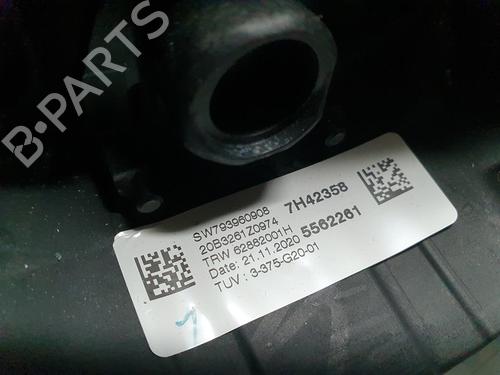 B-PARTS
SW793960908 7H42358
20B3261Z0974
TRW 62882001H
Date: 21.11.2020 5562261
TUV : 3-375-G20-01